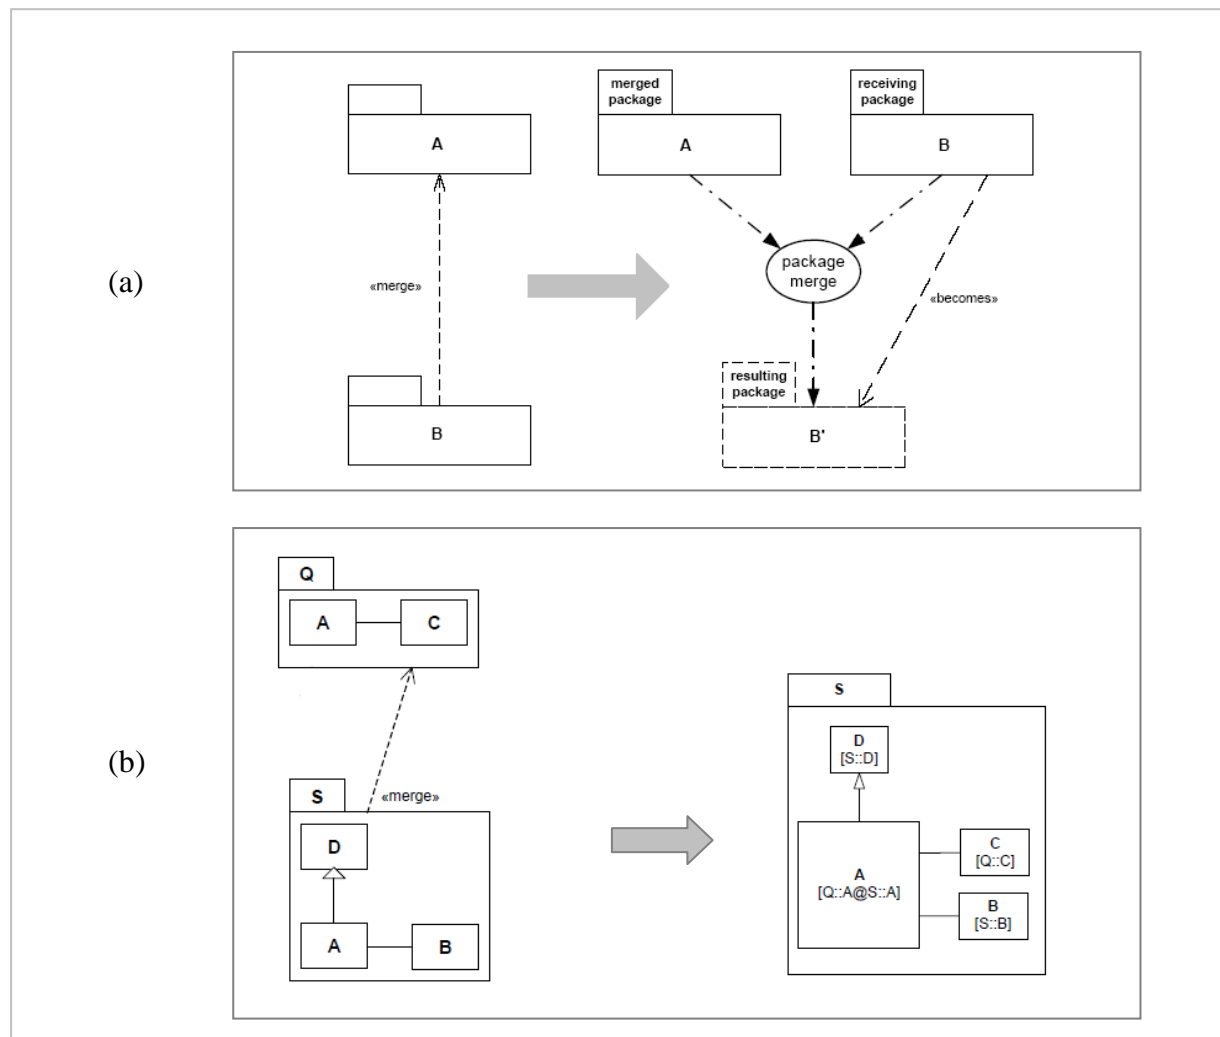 (a)
A
«merge»
B
merged
package
A
receiving
package
B
package
merge
«becomes»
resulting
package
B'
(b)
Q
A
C
«merge»
S
D
A
B
S
D
[S::D]
A
[Q::A@S::A]
C
[Q::C]
B
[S::B]